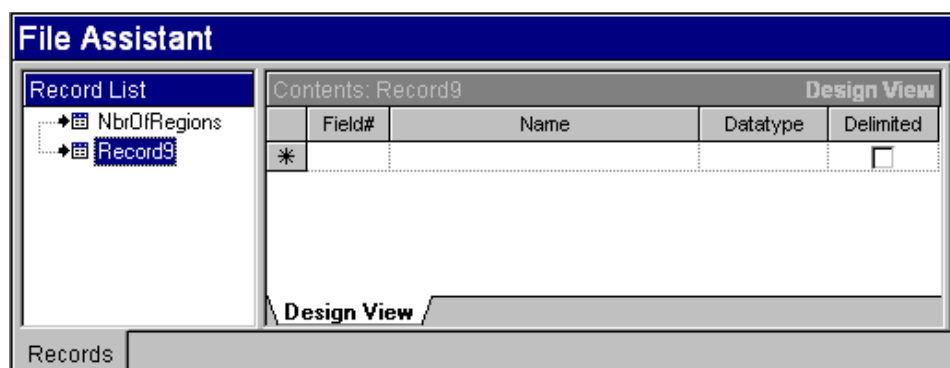 File Assistant
Record List
NbrOfRegions
Record9
Contents: Record9 Design View
Field# Name Datatype Delimited
Design View
Records